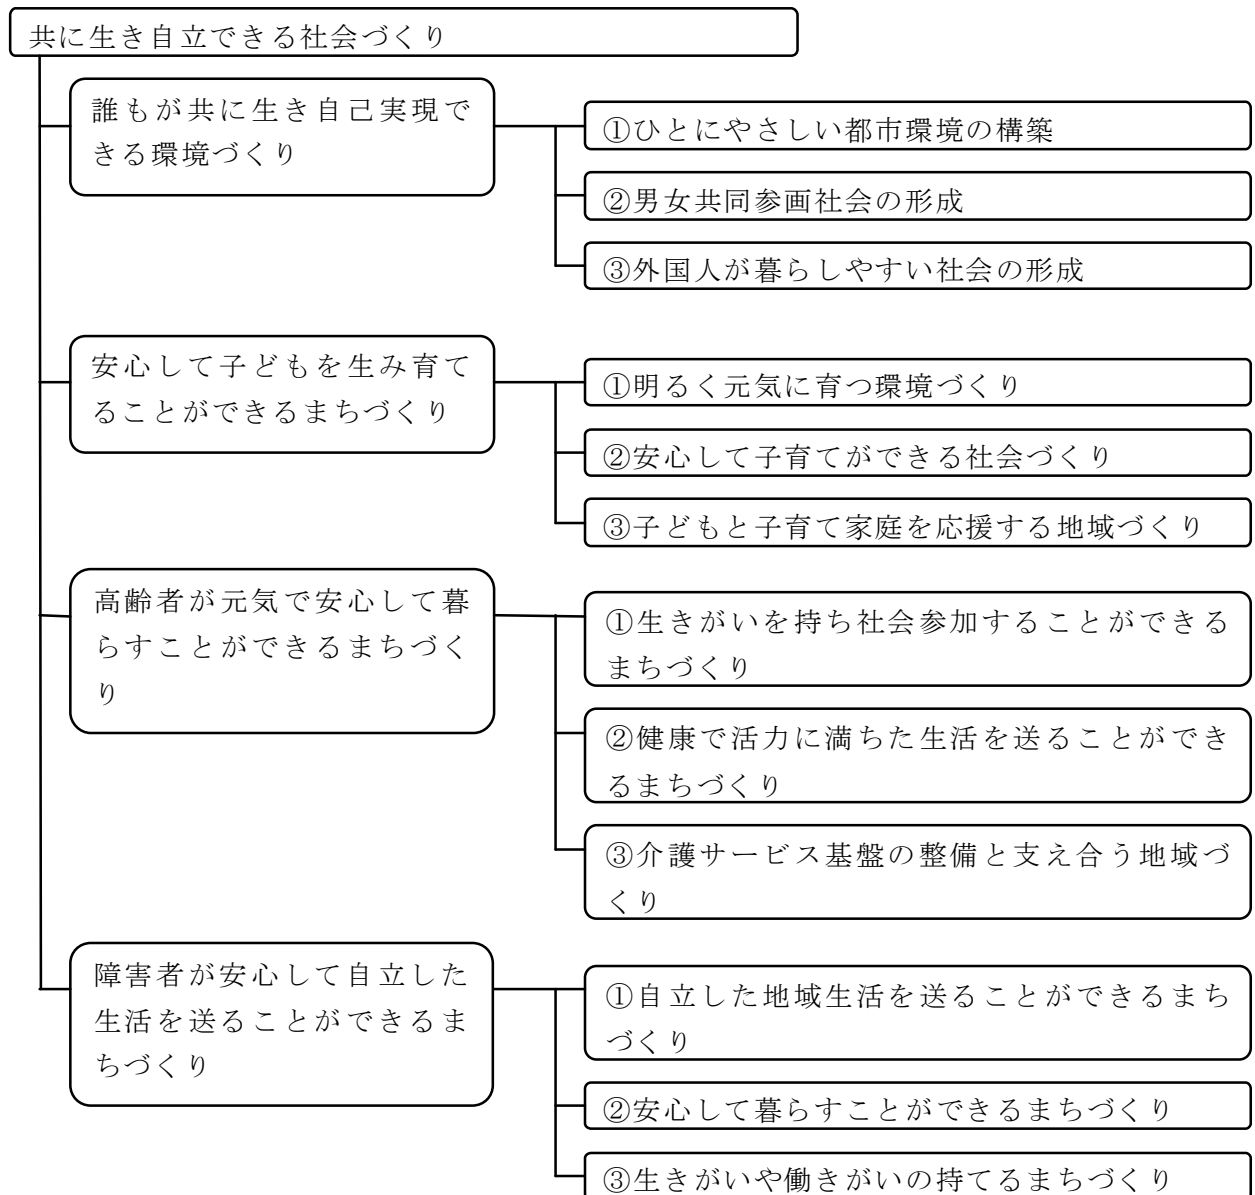 共に生き自立できる社会づくり
誰もが共に生き自己実現で
きる環境づくり
①ひとにやさしい都市環境の構築
②男女共同参画社会の形成
③外国人が暮らしやすい社会の形成
安心して子どもを生み育て
ることができるまちづくり
①明るく元気に育つ環境づくり
②安心して子育てができる社会づくり
③子どもと子育て家庭を応援する地域づくり
高齢者が元気で安心して暮
らすことができるまちづく
り
①生きがいを持ち社会参加することができる
まちづくり
②健康で活力に満ちた生活を送ることができ
るまちづくり
③介護サービス基盤の整備と支え合う地域づ
くり
障害者が安心して自立した
生活を送ることができるま
ちづくり
①自立した地域生活を送ることができるまち
づくり
②安心して暮らすことができるまちづくり
③生きがいや働きがいの持てるまちづくり